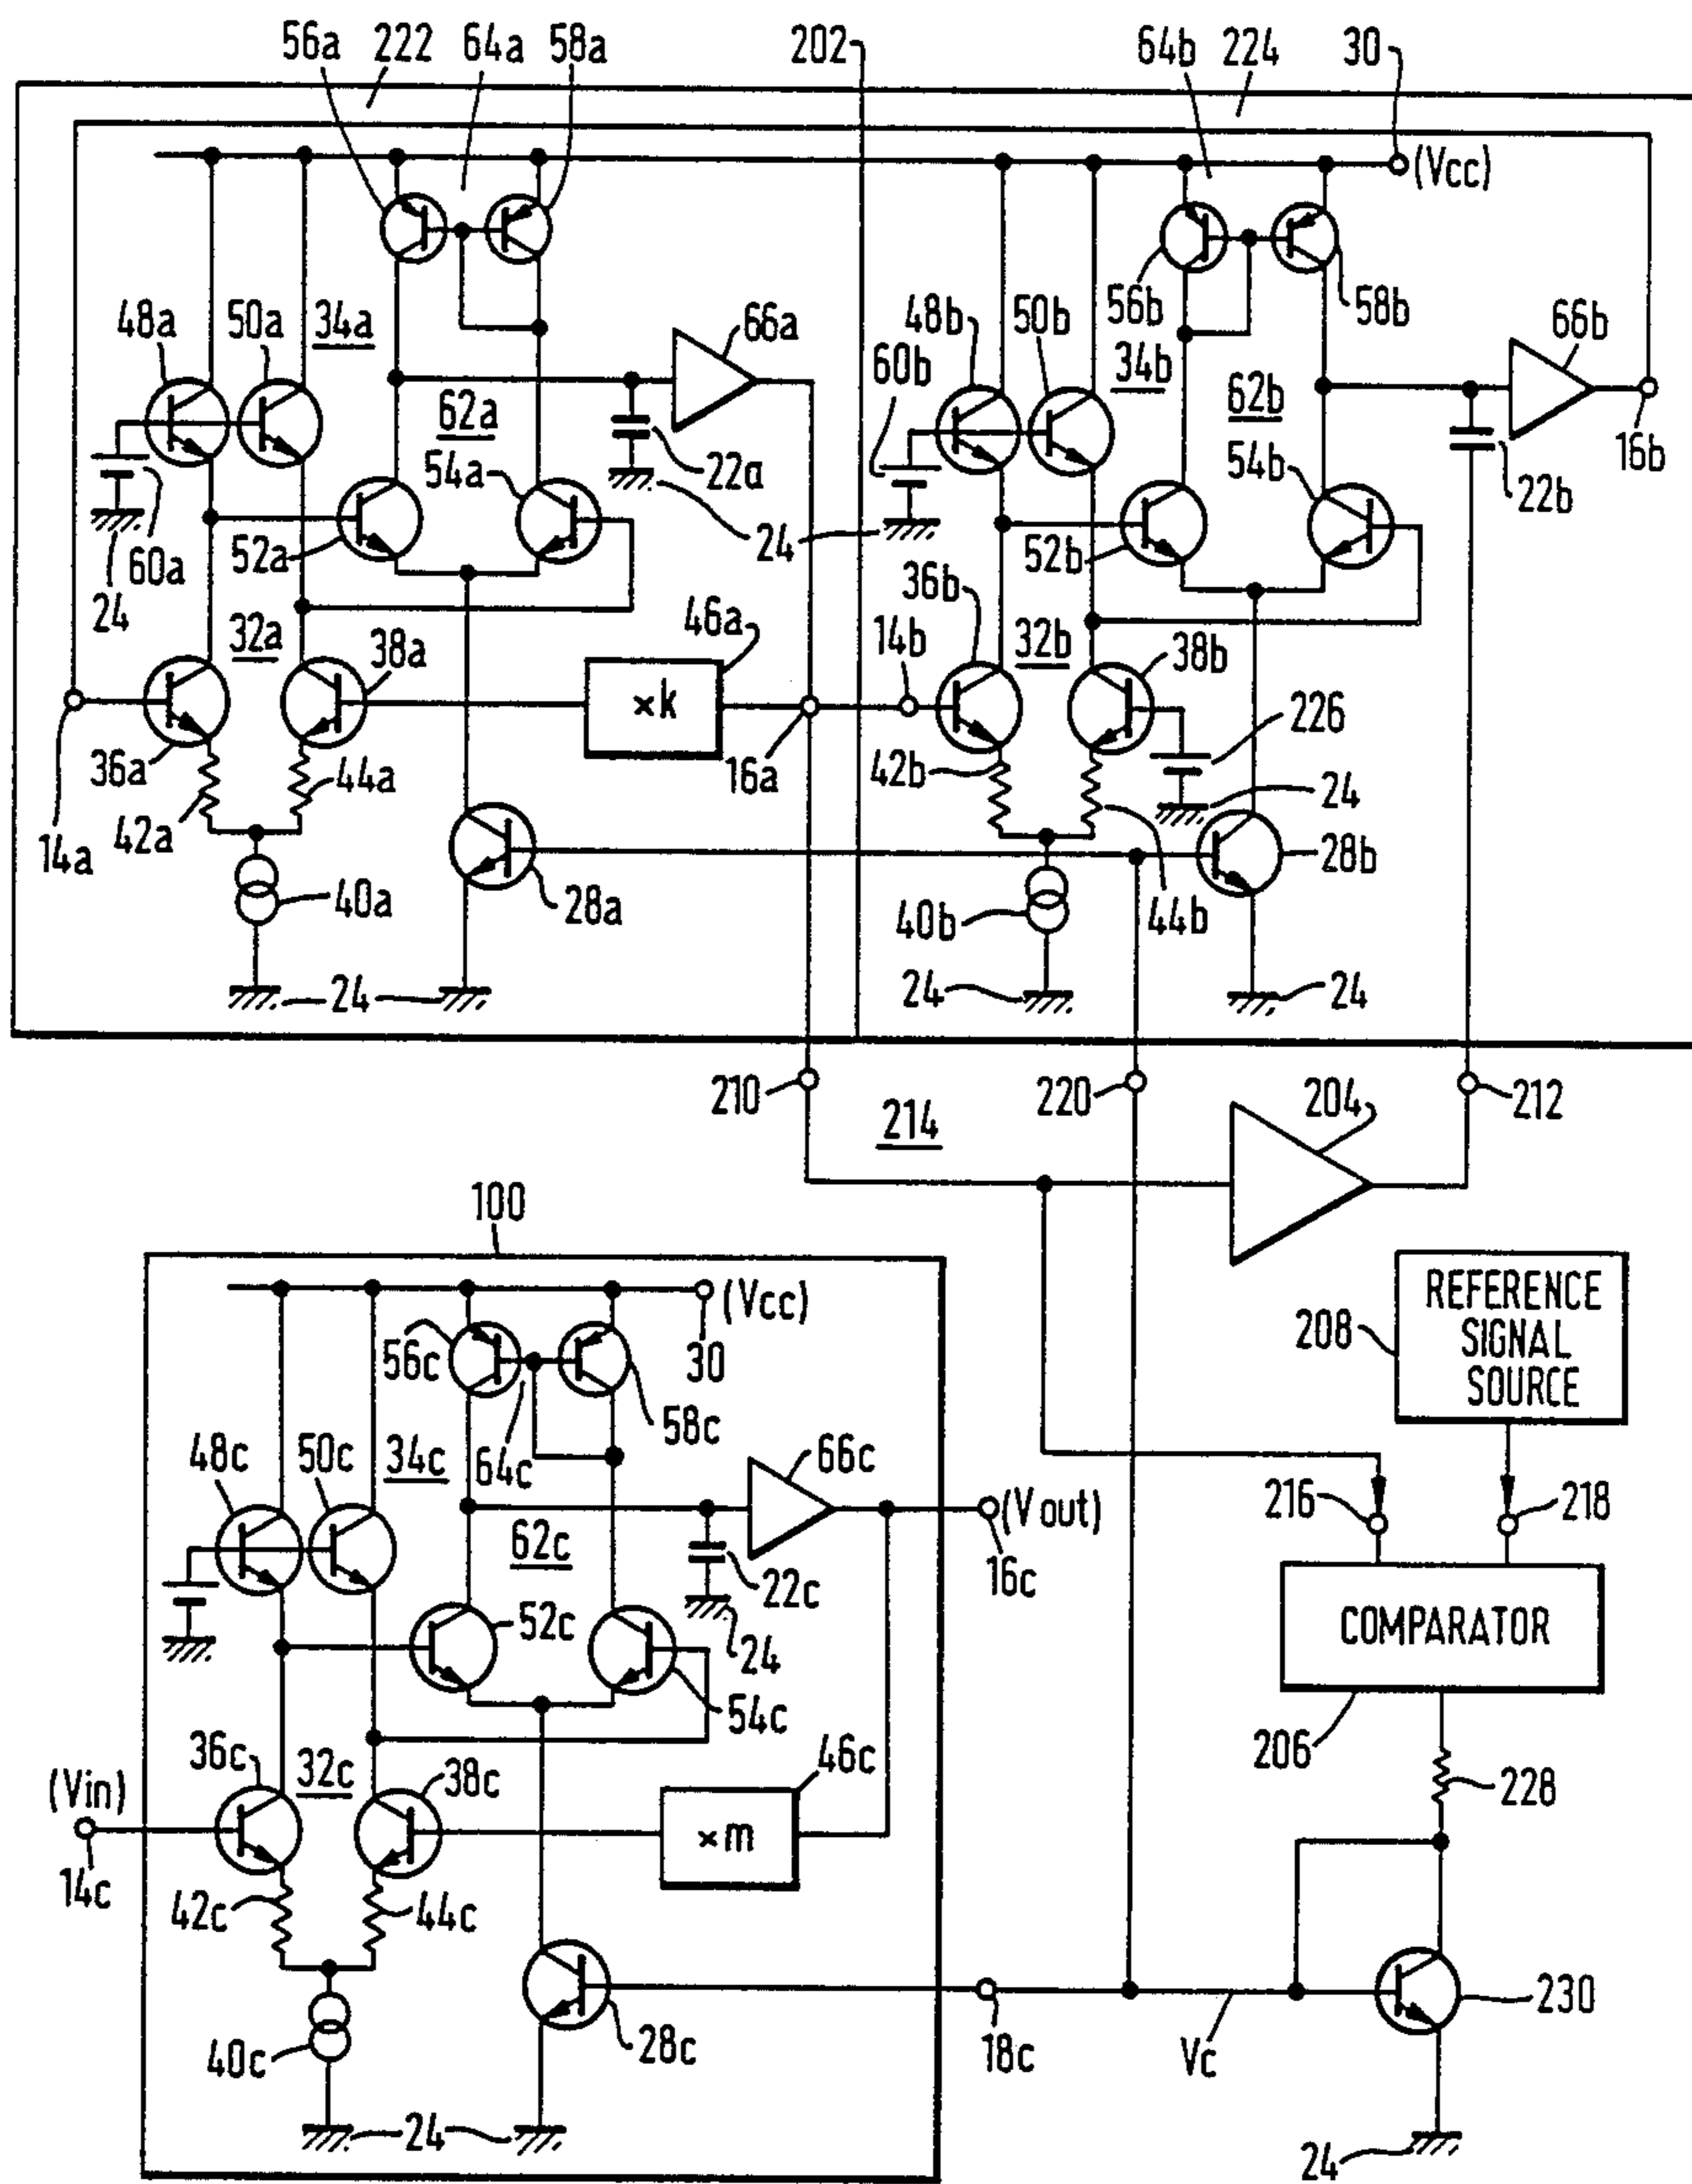 56a 222 64a 58a 202 64b 224 30
(Vcc)
48a 50a 34a 66a 48b 50b 56b 34b 58b 66b
60b
62a 62b
54a 22a 54b 22b 16b
52a 24 52b
60a
24
36b
32a 38a 46a 14b 32b 38b
×k
226
36a 44a 16a 42b 24
42a
14a
28b
40a 28a 40b 44b
24 24 24
210 220 204 212
214
100
(Vcc)
REFERENCE
SIGNAL
SOURCE
208
56c 30
58c
48c 50c 34c 64c 66c
216 218
(Vout)
62c 22c 16c
52c 24
COMPARATOR
54c
36c 32c 38c 46c 206
228
(Vin)
×m
14c
42c 44c
230
40c 28c 18c Vc
24 24